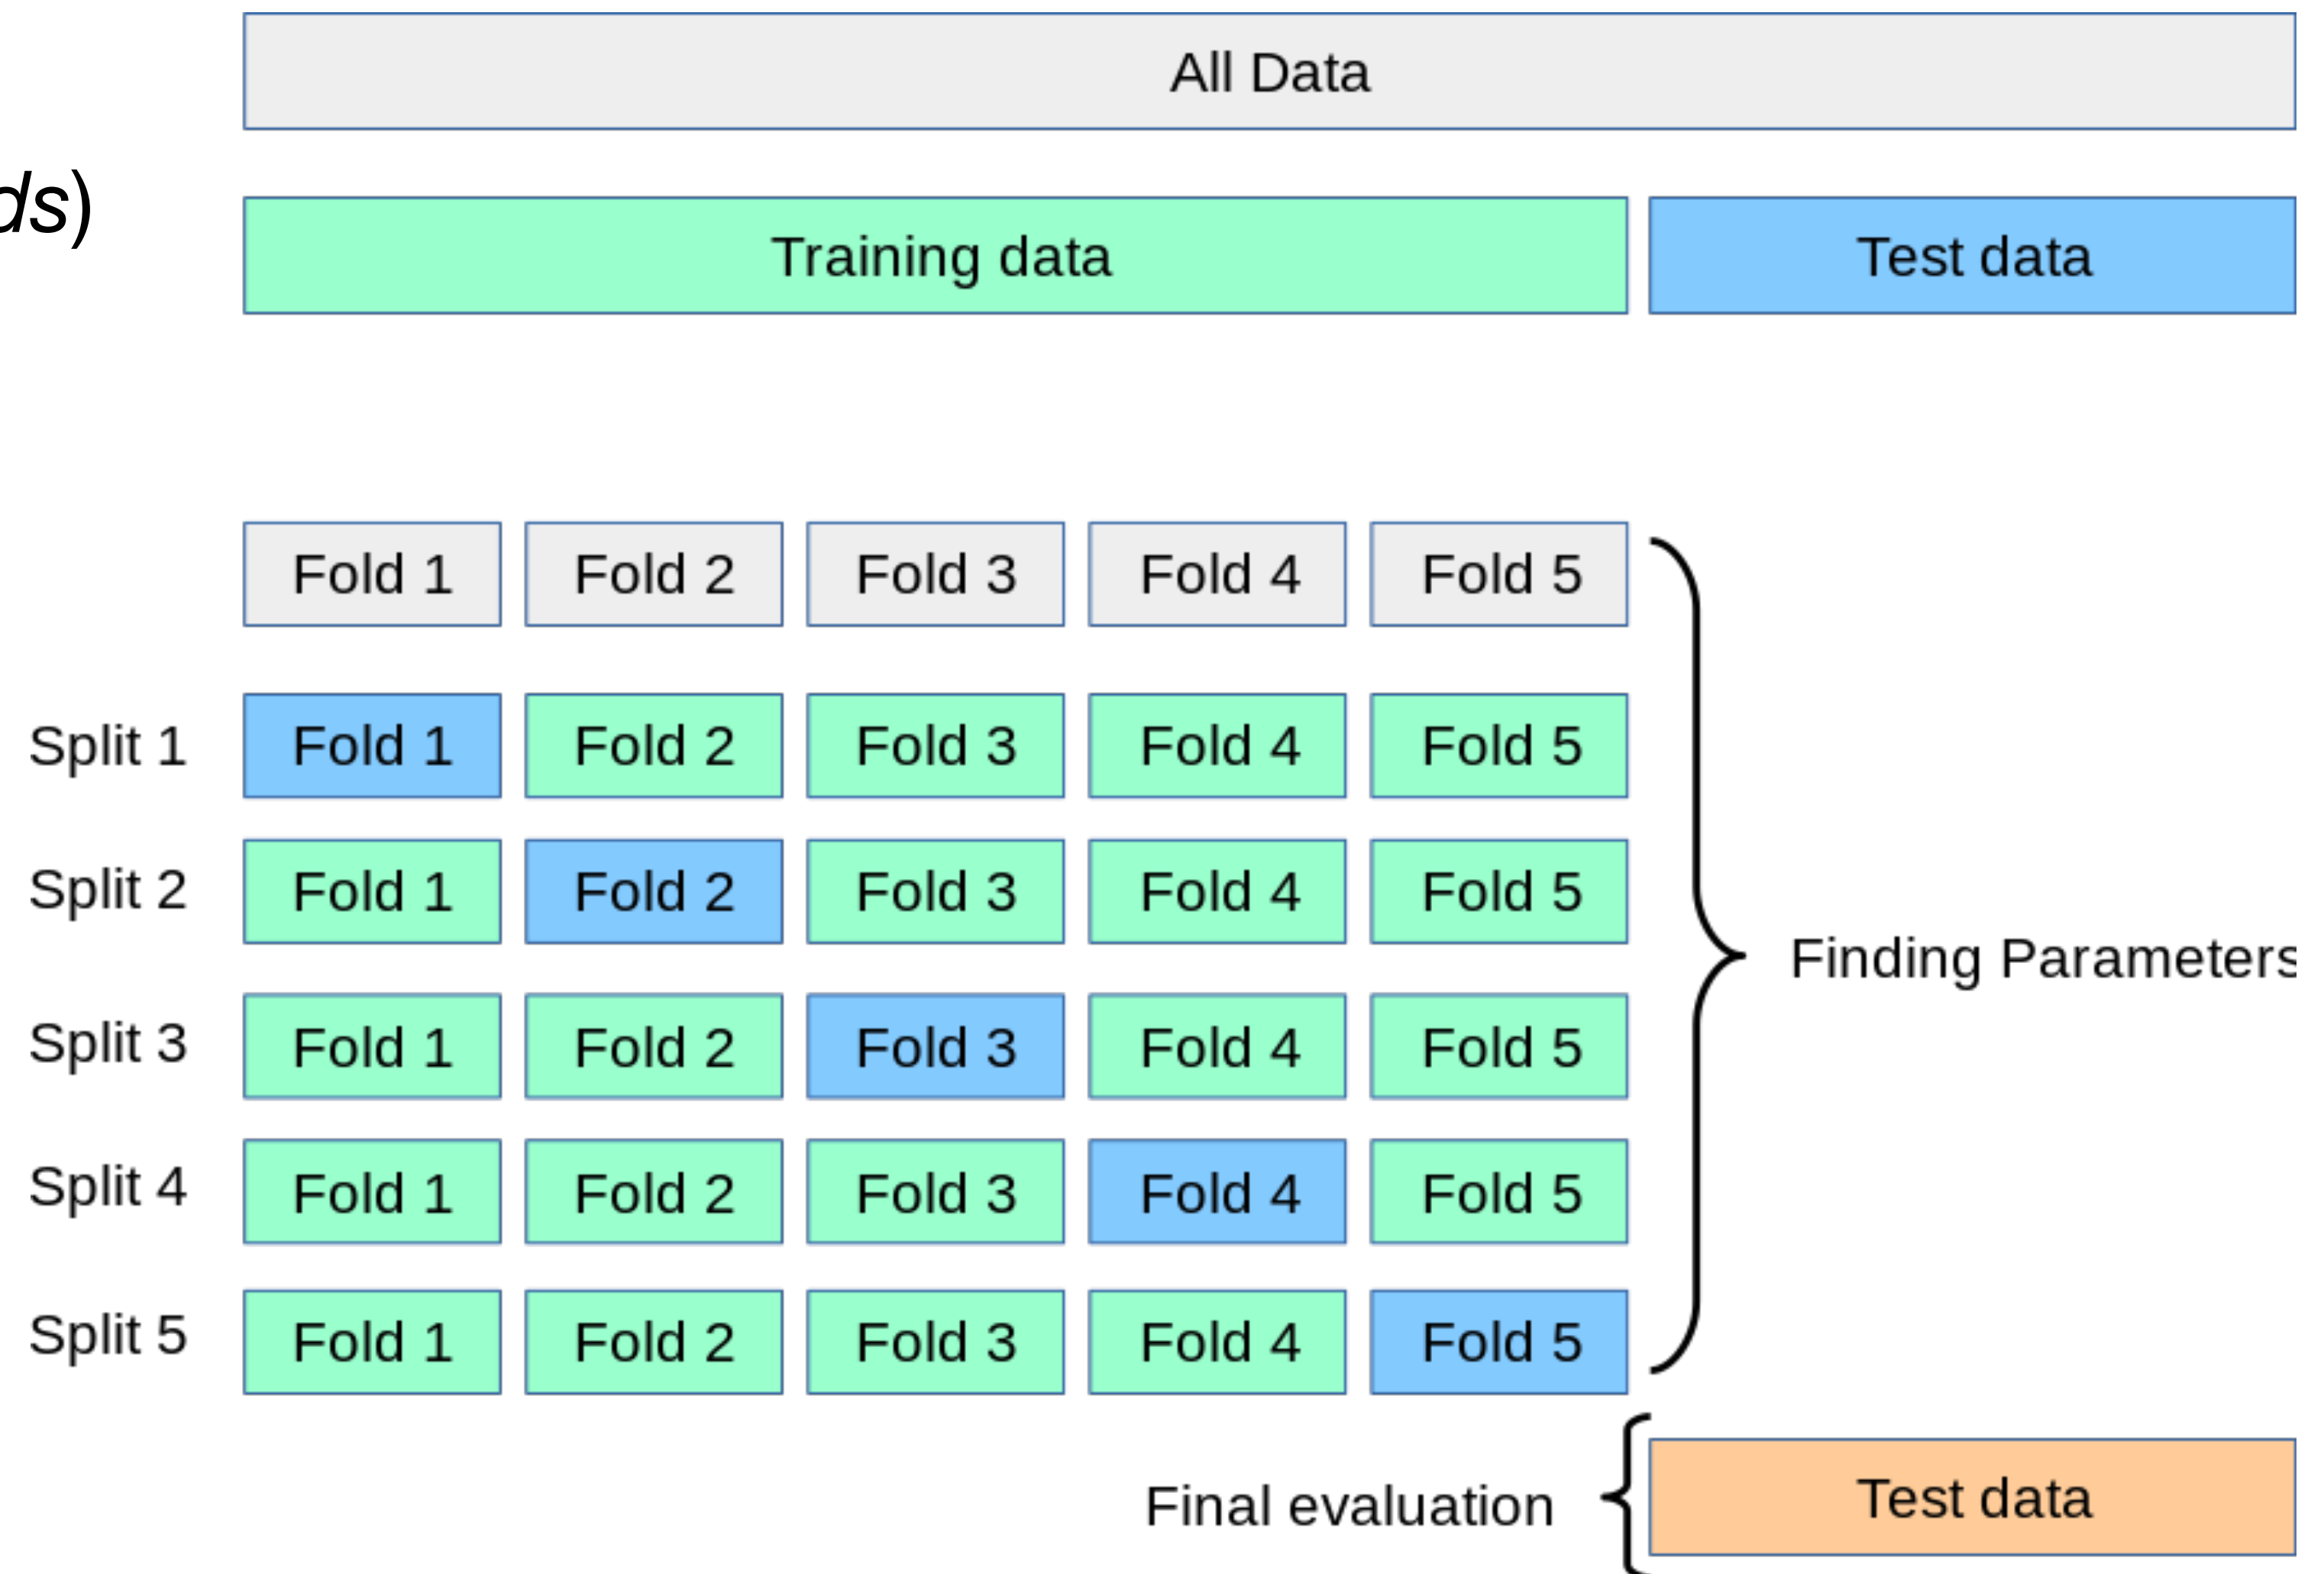 All Data
ds)
Training data Test data
Fold 1 Fold 2 Fold 3 Fold 4 Fold 5
Split 1 Fold 1 Fold 2 Fold 3 Fold 4 Fold 5
Split 2 Fold 1 Fold 2 Fold 3 Fold 4 Fold 5
Finding Parameters
Split 3 Fold 1 Fold 2 Fold 3 Fold 4 Fold 5
Split 4 Fold 1 Fold 2 Fold 3 Fold 4 Fold 5
Split 5 Fold 1 Fold 2 Fold 3 Fold 4 Fold 5
Final evaluation Test data